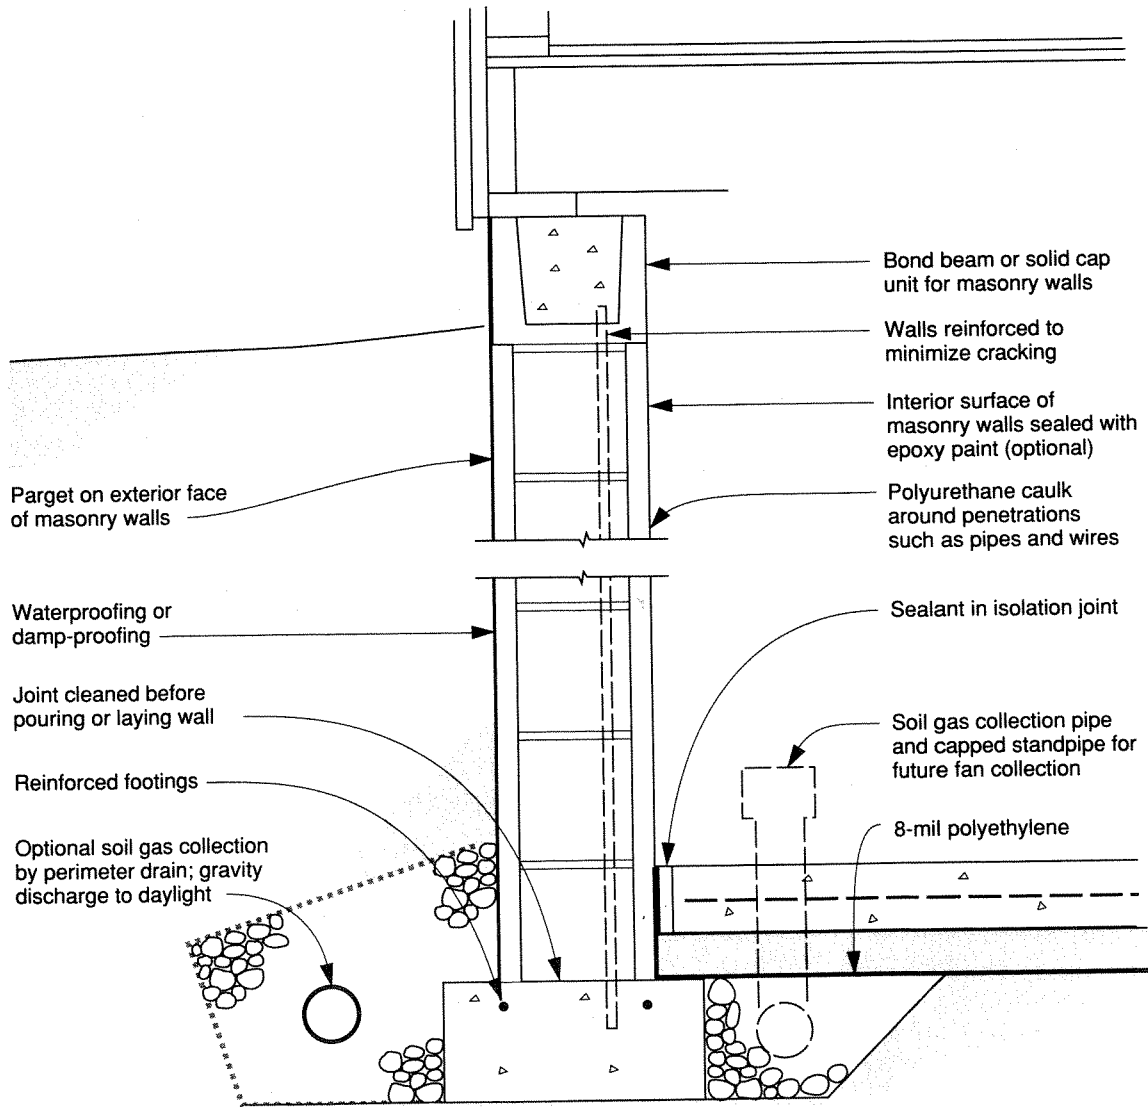 Bond beam or solid cap
unit for masonry walls
Walls reinforced to
minimize cracking
Interior surface of
masonry walls sealed with
epoxy paint (optional)
Parget on exterior face
of masonry walls
Polyurethane caulk
around penetrations
such as pipes and wires
Waterproofing or
damp-proofing
Sealant in isolation joint
Joint cleaned before
pouring or laying wall
Soil gas collection pipe
and capped standpipe for
future fan collection
Reinforced footings
8-mil polyethylene
Optional soil gas collection
by perimeter drain; gravity
discharge to daylight